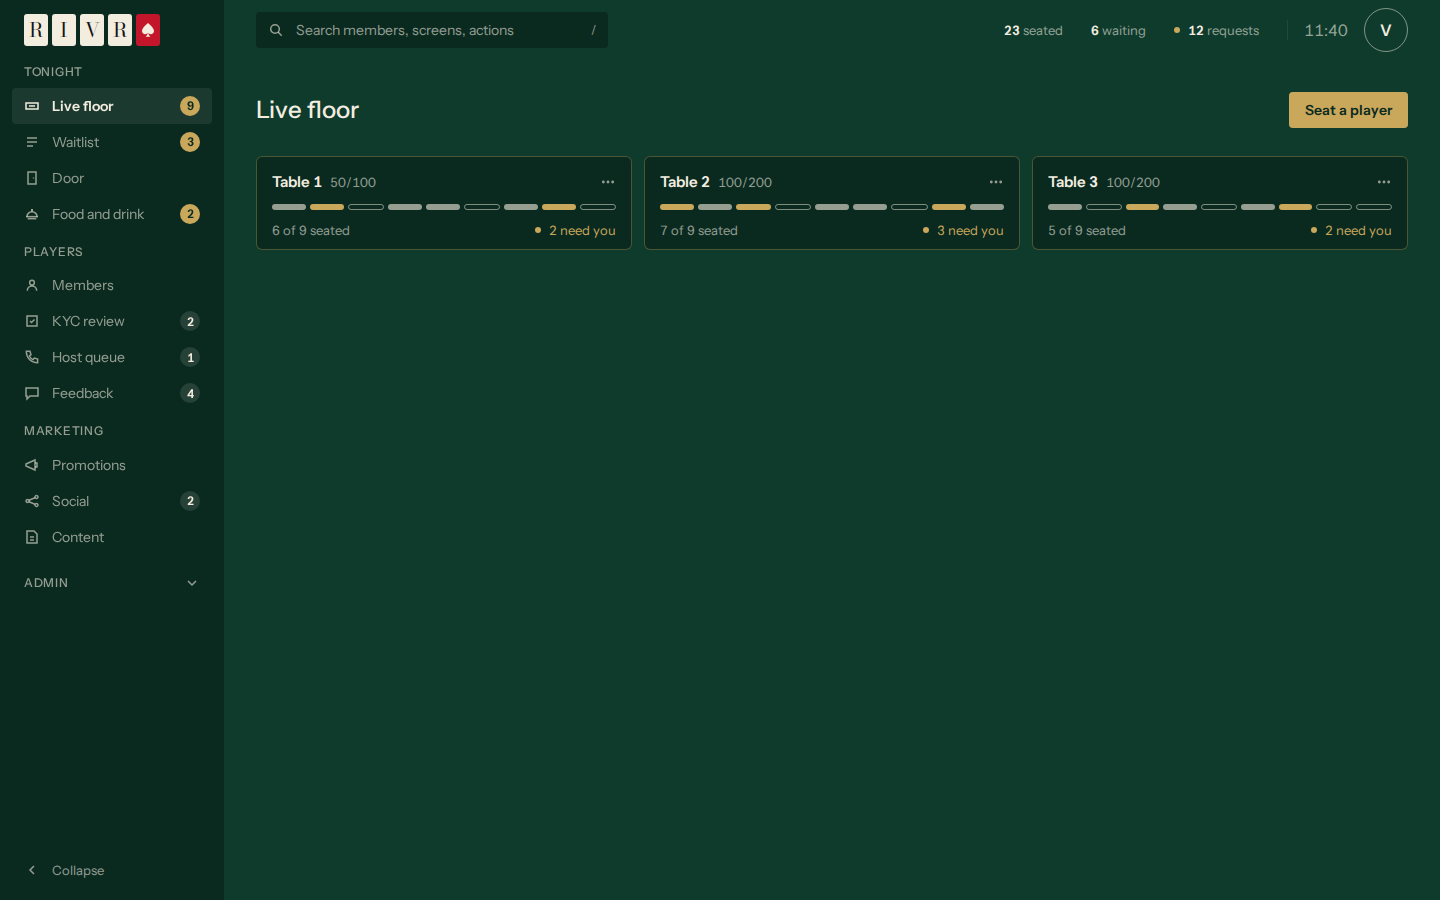 RIVR
Search members, screens, actions /
23 seated 6 waiting 12 requests 11:40 V
TONIGHT
Live floor 9
Waitlist 3
Door
Food and drink 2
PLAYERS
Members
KYC review 2
Host queue 1
Feedback 4
MARKETING
Promotions
Social 2
Content
ADMIN
Collapse
Live floor
Seat a player
Table 1 50/100
6 of 9 seated 2 need you
Table 2 100/200
7 of 9 seated 3 need you
Table 3 100/200
5 of 9 seated 2 need you